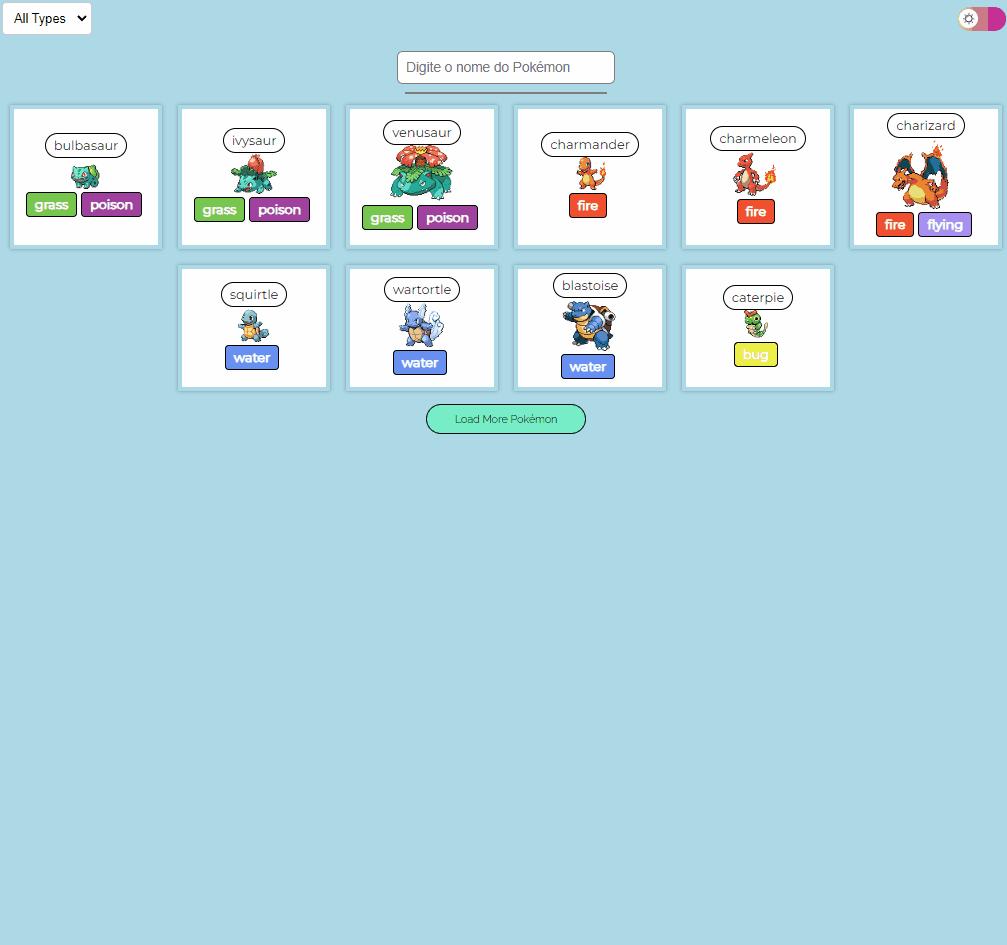 All Types
Digite o nome do Pokémon
bulbasaur
grass poison
ivysaur
grass poison
venusaur
grass poison
charmander
fire
charmeleon
fire
charizard
fire flying
squirtle
water
wartortle
water
blastoise
water
caterpie
bug
Load More Pokémon